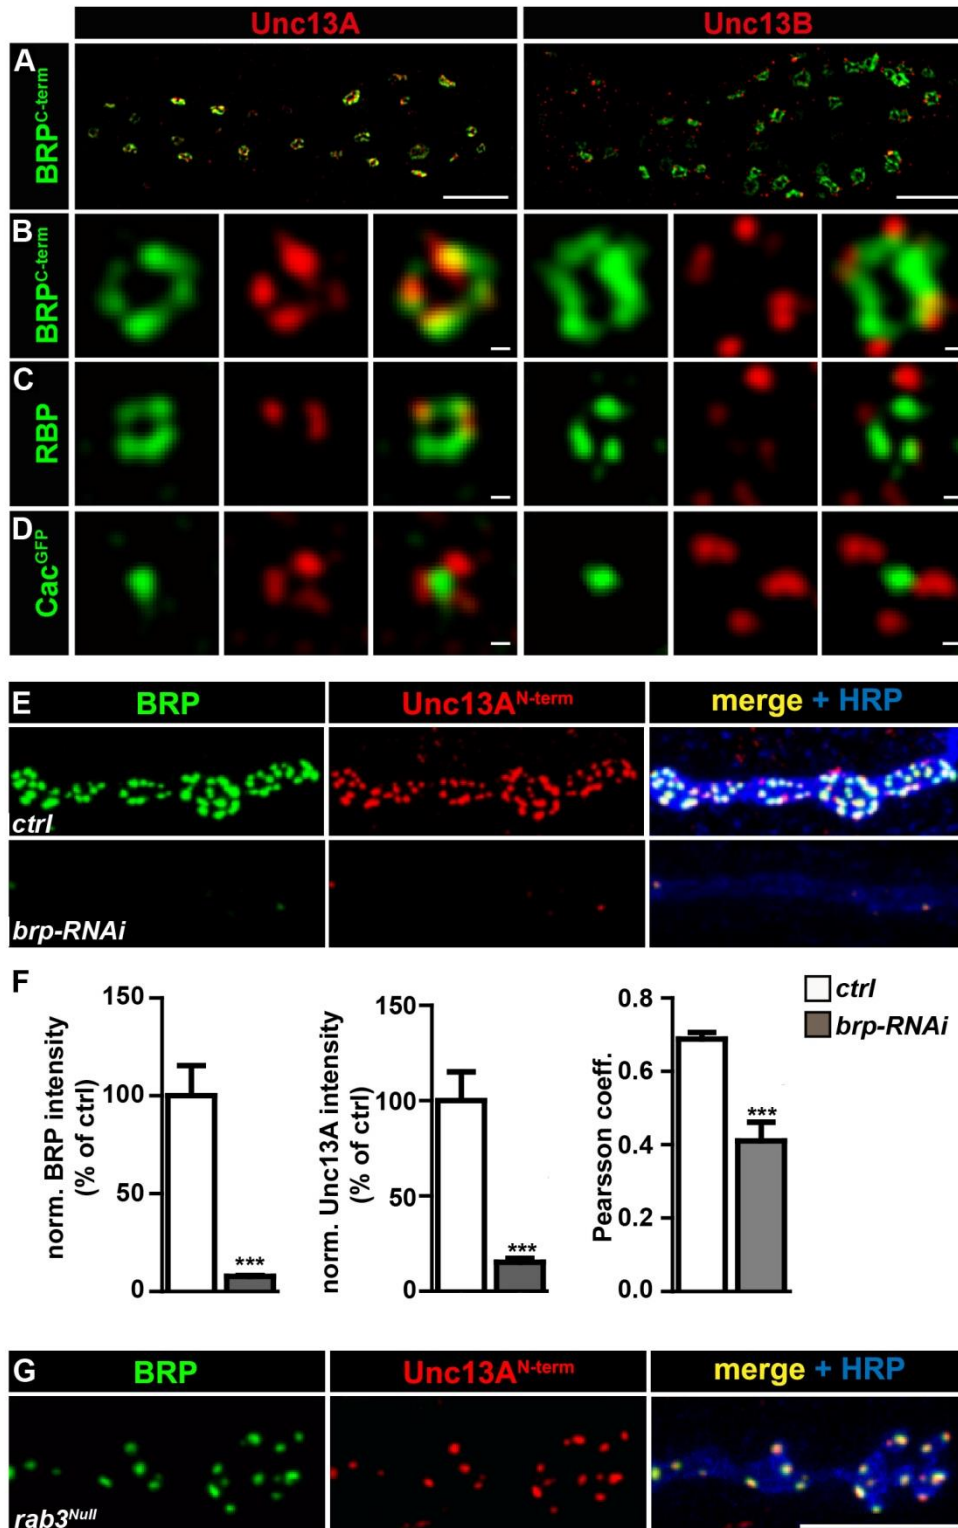 Unc13A Unc13B
A
BRP^C-term
B
BRP^C-term
C
RBP
D
Cac^GFP
E BRP Unc13A^N-term merge + HRP
ctrl
brp-RNAi
F
150
100
50
0
norm. BRP intensity
(% of ctrl)
***
150
100
50
0
norm. Unc13A intensity
(% of ctrl)
***
0.8
0.6
0.4
0.2
0.0
Pearsson coeff.
***
ctrl
brp-RNAi
G BRP Unc13A^N-term merge + HRP
rab3^Null